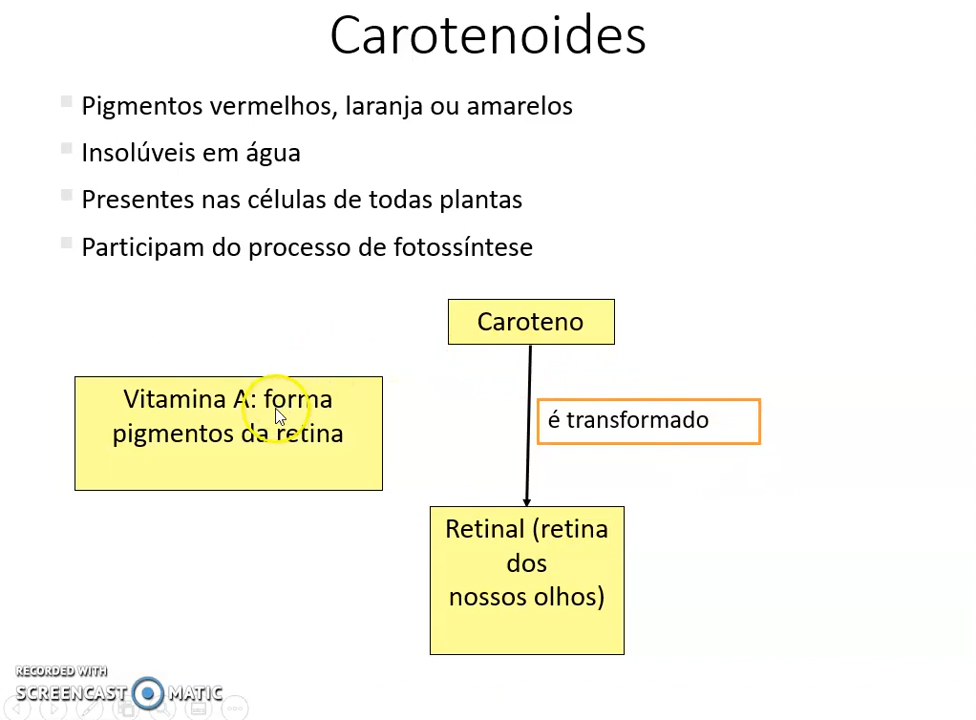 Carotenoides
Pigmentos vermelhos, laranja ou amarelos
Insolúveis em água
Presentes nas células de todas plantas
Participam do processo de fotossíntese
Caroteno
Vitamina A: forma
pigmentos da retina
é transformado
Retinal (retina
dos
nossos olhos)
RECORDED WITH
SCREENCAST MATIC